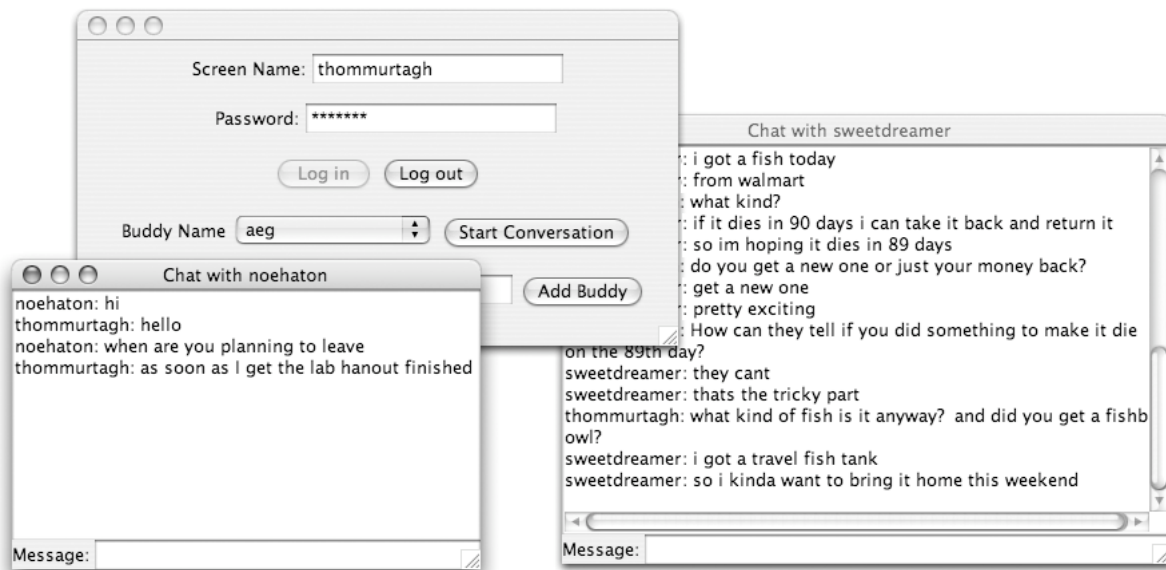 Screen Name: thommurtagh
Password: *******
Log in Log out
Buddy Name aeg Start Conversation
Add Buddy
Chat with noehaton
noehaton: hi
thommurtagh: hello
noehaton: when are you planning to leave
thommurtagh: as soon as I get the lab hanout finished
Message:
Chat with sweetdreamer
r: i got a fish today
r: from walmart
: what kind?
r: if it dies in 90 days i can take it back and return it
r: so im hoping it dies in 89 days
: do you get a new one or just your money back?
r: get a new one
r: pretty exciting
: How can they tell if you did something to make it die
on the 89th day?
sweetdreamer: they cant
sweetdreamer: thats the tricky part
thommurtagh: what kind of fish is it anyway? and did you get a fishb
owl?
sweetdreamer: i got a travel fish tank
sweetdreamer: so i kinda want to bring it home this weekend
Message: